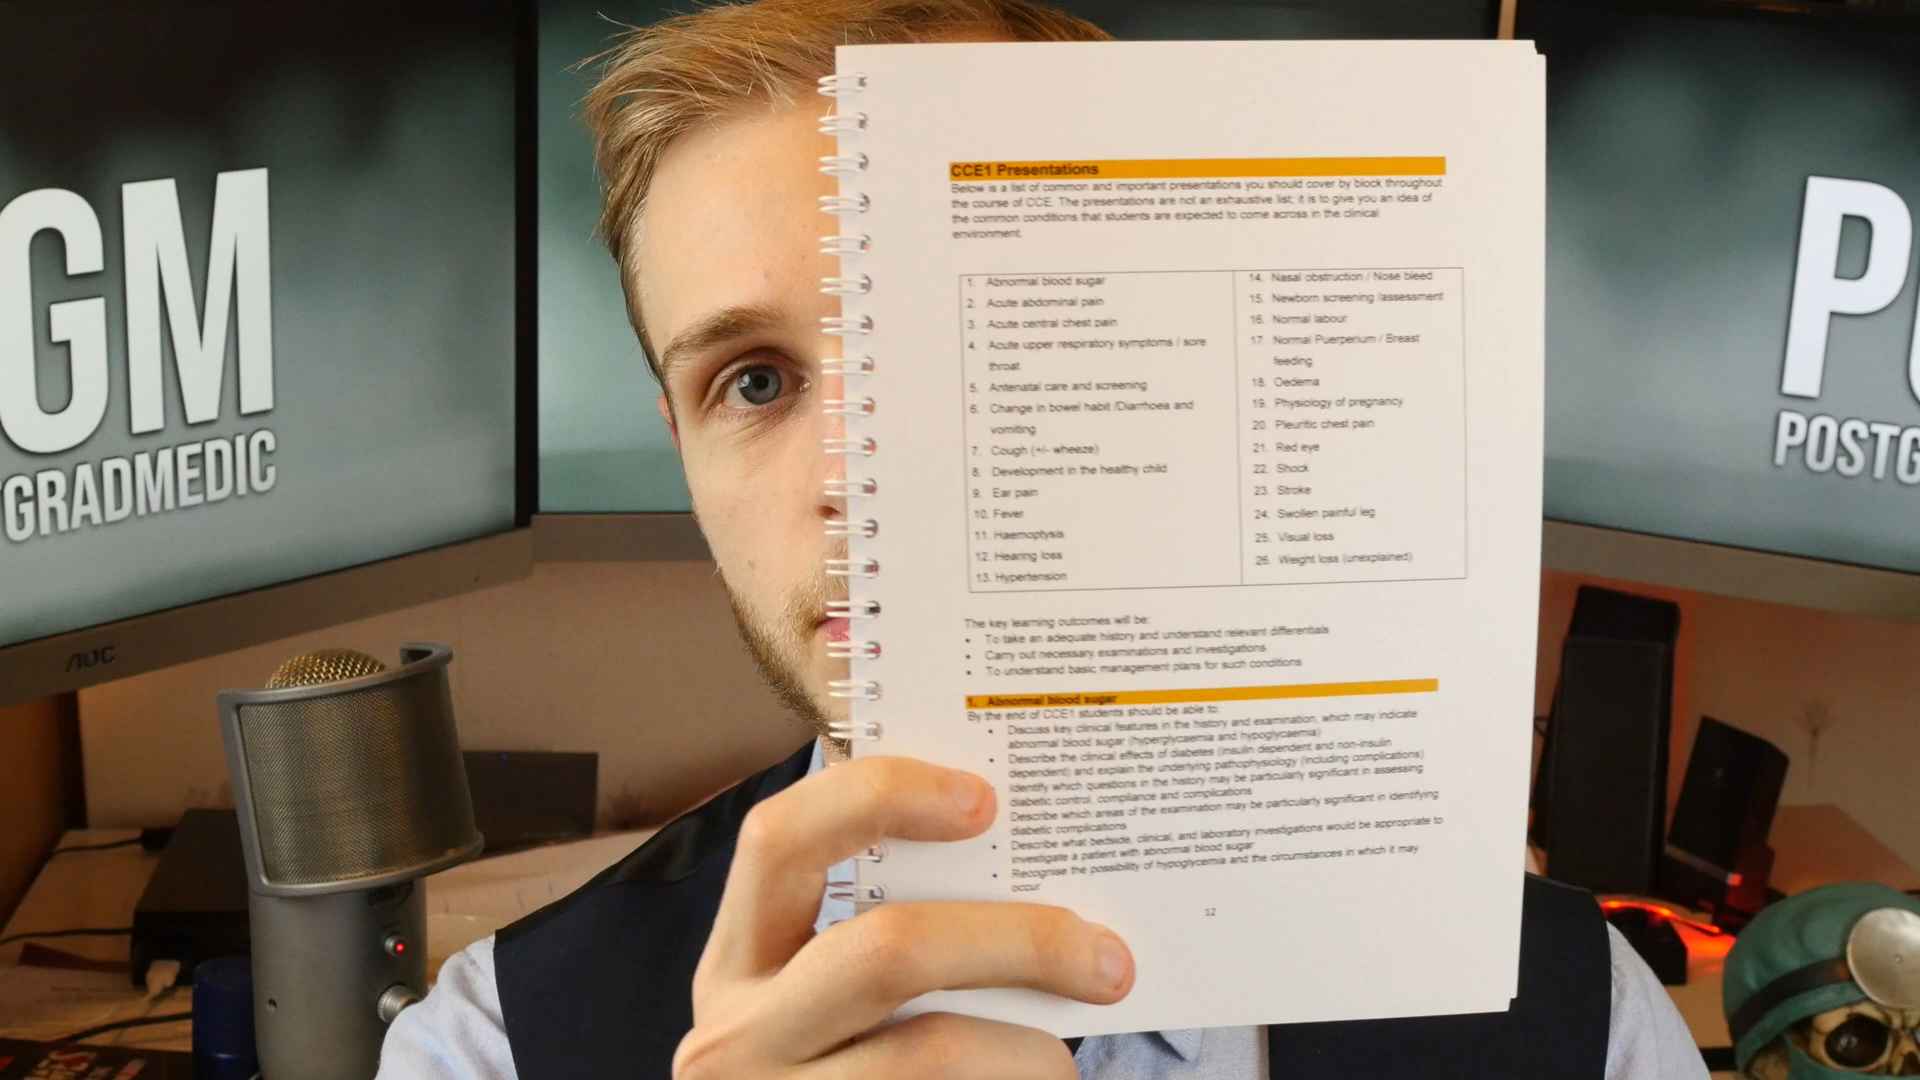 GM
TGRADMEDIC
AOC
P
POSTG
CCE1 Presentations
Below is a list of common and important presentations you should cover by block throughout
the course of CCE. The presentations are not an exhaustive list, it is to give you an idea of
the common conditions that students are expected to come across in the clinical
environment.
1. Abnormal blood sugar
2. Acute abdominal pain
3. Acute central chest pain
4. Acute upper respiratory symptoms / sore
throat
5. Antenatal care and screening
6. Change in bowel habit /Diarrhoea and
vomiting
7. Cough (+/- wheeze)
8. Development in the healthy child
9. Ear pain
10. Fever
11. Haemoptysis
12. Hearing loss
13. Hypertension
14. Nasal obstruction / Nose bleed
15. Newborn screening /assessment
16. Normal labour
17. Normal Puerperium / Breast
feeding
18. Oedema
19. Physiology of pregnancy
20. Pleuritic chest pain
21. Red eye
22. Shock
23. Stroke
24. Swollen painful leg
25. Visual loss
26. Weight loss (unexplained)
The key learning outcomes will be:
• To take an adequate history and understand relevant differentials
• Carry out necessary examinations and investigations
• To understand basic management plans for such conditions
1. Abnormal blood sugar
By the end of CCE1 students should be able to:
• Discuss key clinical features in the history and examination, which may indicate
abnormal blood sugar (hyperglycaemia and hypoglycaemia)
• Describe the clinical effects of diabetes (insulin dependent and non-insulin
dependent) and explain the underlying pathophysiology (including complications)
Identify which questions in the history may be particularly significant in assessing
diabetic control, compliance and complications
Describe which areas of the examination may be particularly significant in identifying
diabetic complications
• Describe what bedside, clinical, and laboratory investigations would be appropriate to
investigate a patient with abnormal blood sugar
• Recognise the possibility of hypoglycemia and the circumstances in which it may
occur
12